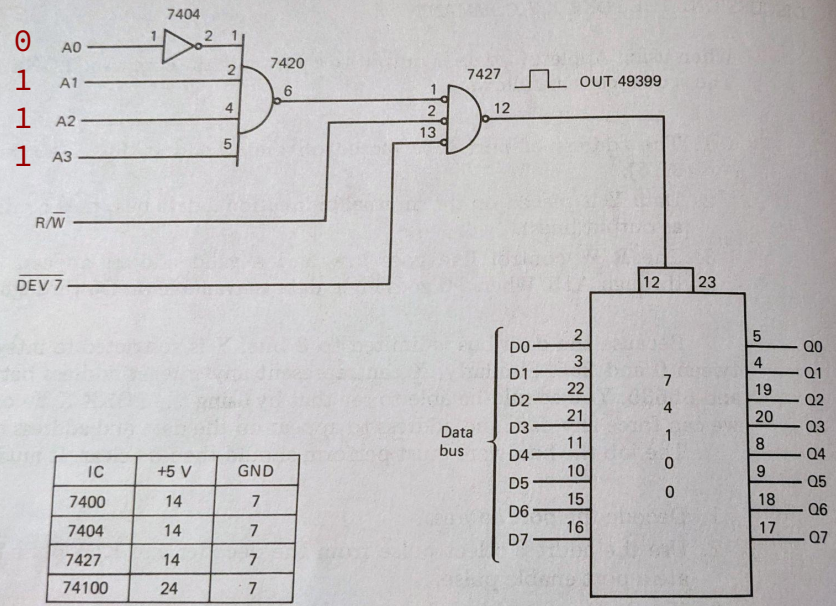 7404
0 A0 1 2 1
7420
1 A1 2
6
1 A2 4
1 A3 5
7427
1
2
13
12
OUT 49399
R/W̅
D̅E̅V̅ 7̅
12 23
Data
bus
D0 2
D1 3
D2 22
D3 21
D4 11
D5 10
D6 15
D7 16
7
4
1
0
0
5 Q0
4 Q1
19 Q2
20 Q3
8 Q4
9 Q5
18 Q6
17 Q7
IC +5 V GND
7400 14 7
7404 14 7
7427 14 7
74100 24 7